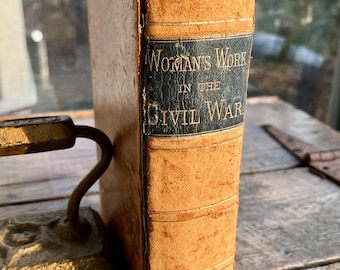 WOMAN'S WORK
IN THE
CIVIL WAR